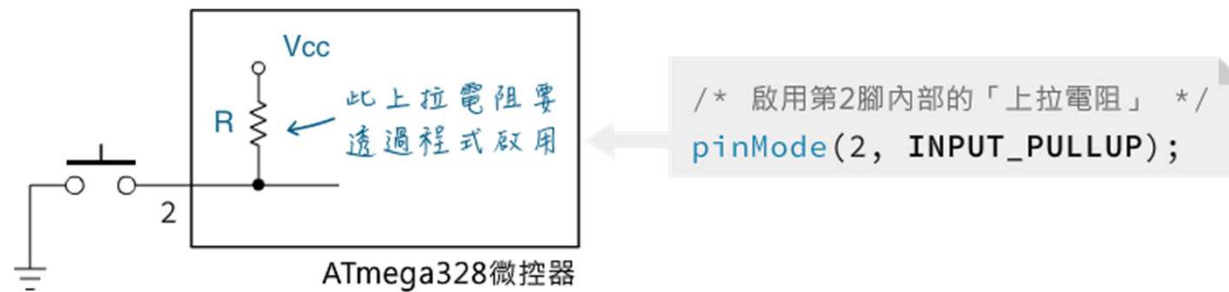 Vcc
R
此上拉電阻要
透過程式啟用
2
ATmega328微控器
/* 啟用第2腳內部的「上拉電阻」 */
pinMode(2, INPUT_PULLUP);